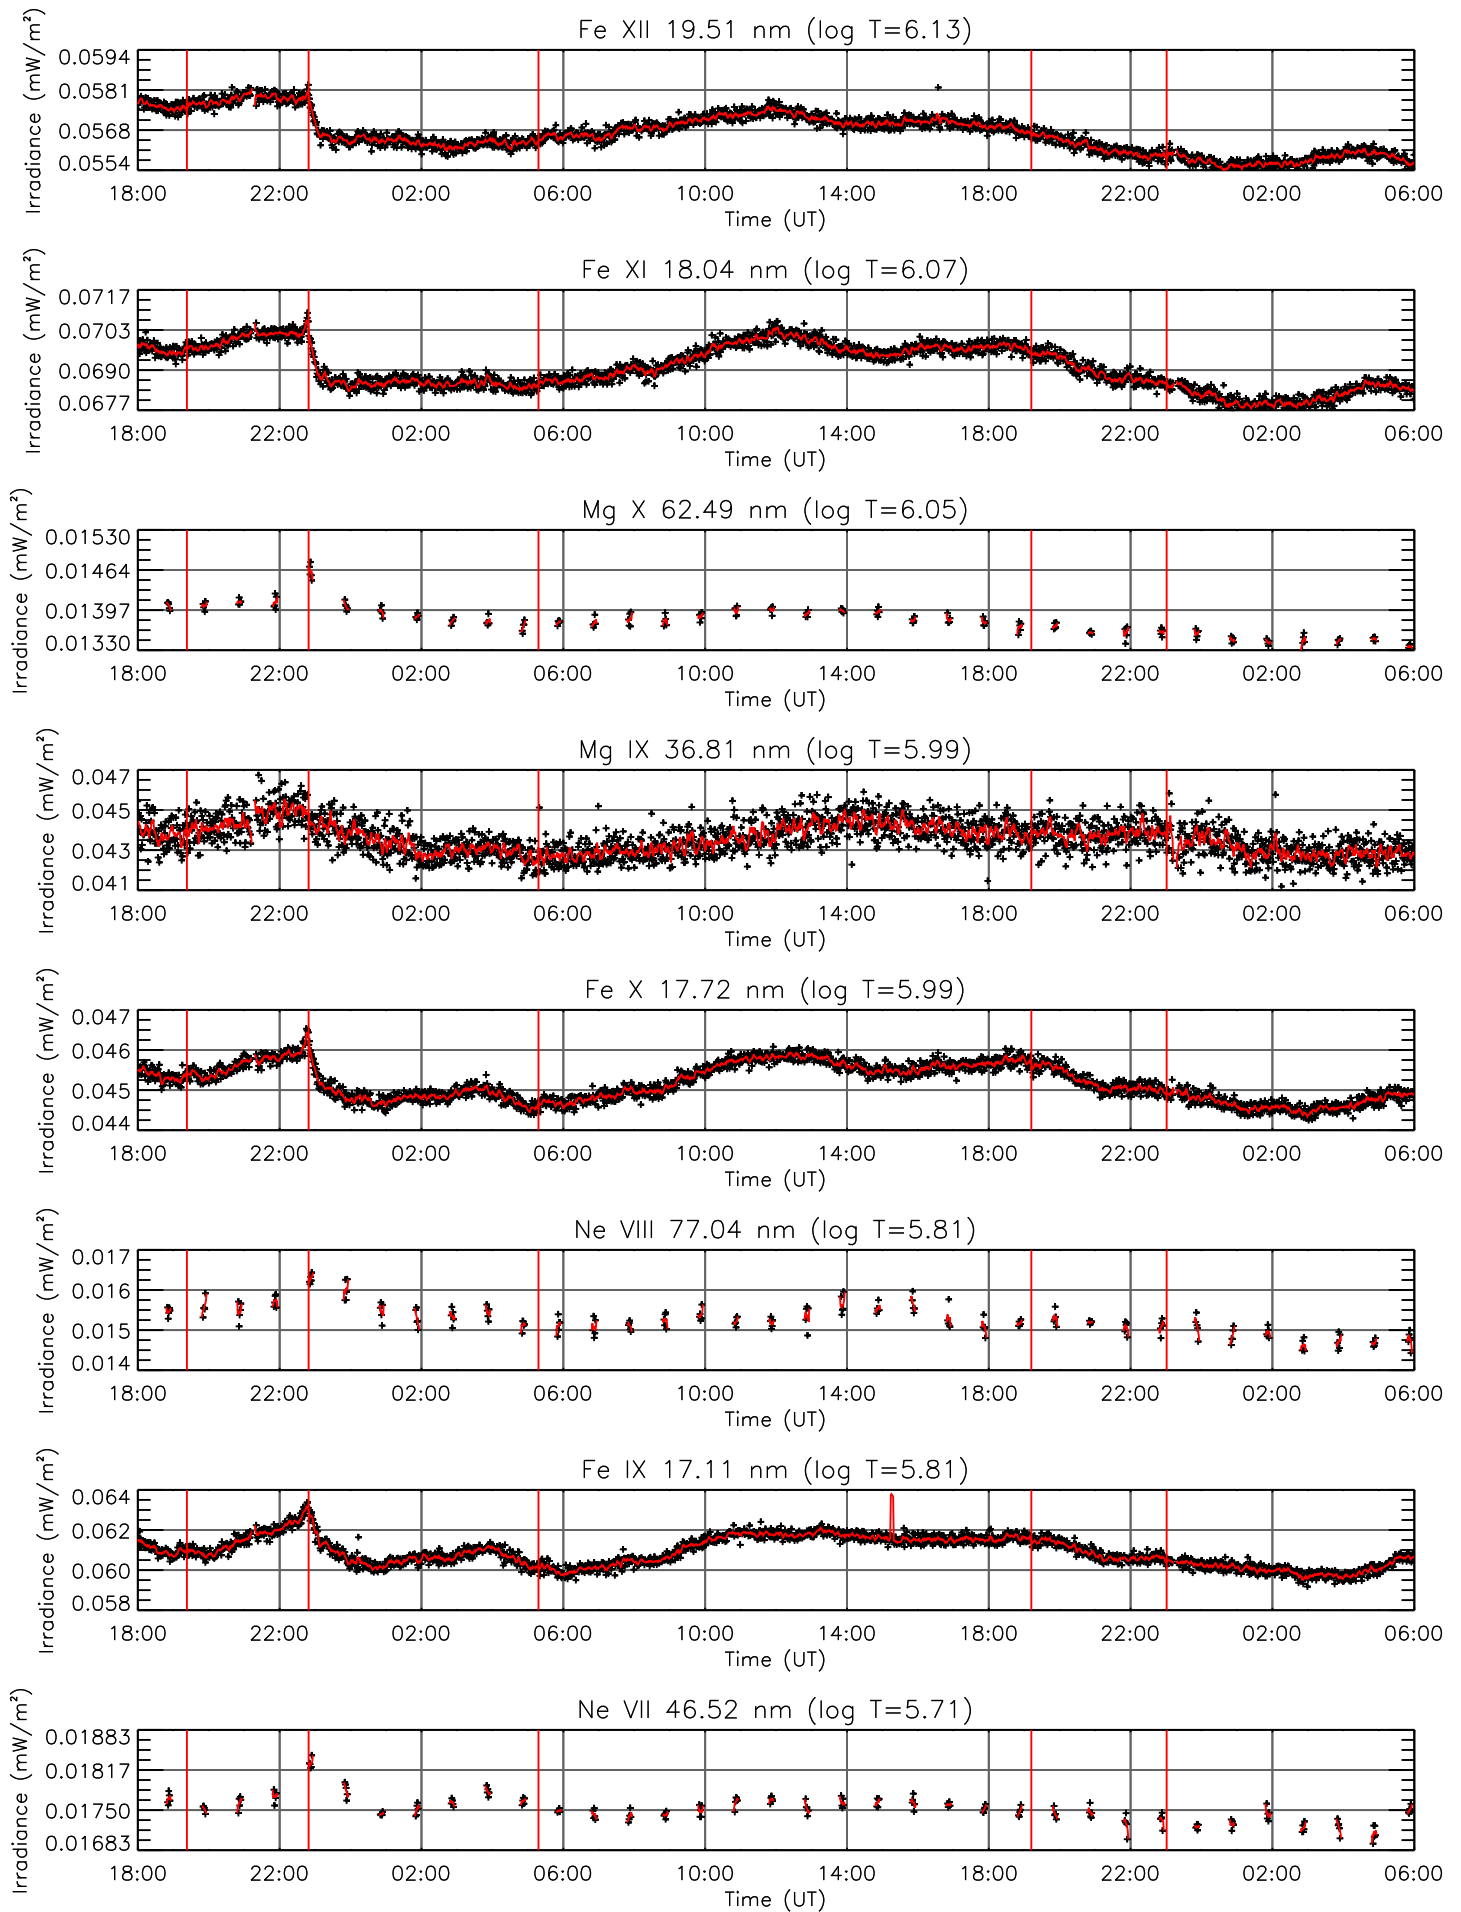 Fe XII 19.51 nm (log T=6.13)
Irradiance (mW/m²)
0.0594
0.0581
0.0568
0.0554
18:00 22:00 02:00 06:00 10:00 14:00 18:00 22:00 02:00 06:00
Time (UT)
Fe XI 18.04 nm (log T=6.07)
Irradiance (mW/m²)
0.0717
0.0703
0.0690
0.0677
18:00 22:00 02:00 06:00 10:00 14:00 18:00 22:00 02:00 06:00
Time (UT)
Mg X 62.49 nm (log T=6.05)
Irradiance (mW/m²)
0.01530
0.01464
0.01397
0.01330
18:00 22:00 02:00 06:00 10:00 14:00 18:00 22:00 02:00 06:00
Time (UT)
Mg IX 36.81 nm (log T=5.99)
Irradiance (mW/m²)
0.047
0.045
0.043
0.041
18:00 22:00 02:00 06:00 10:00 14:00 18:00 22:00 02:00 06:00
Time (UT)
Fe X 17.72 nm (log T=5.99)
Irradiance (mW/m²)
0.047
0.046
0.045
0.044
18:00 22:00 02:00 06:00 10:00 14:00 18:00 22:00 02:00 06:00
Time (UT)
Ne VIII 77.04 nm (log T=5.81)
Irradiance (mW/m²)
0.017
0.016
0.015
0.014
18:00 22:00 02:00 06:00 10:00 14:00 18:00 22:00 02:00 06:00
Time (UT)
Fe IX 17.11 nm (log T=5.81)
Irradiance (mW/m²)
0.064
0.062
0.060
0.058
18:00 22:00 02:00 06:00 10:00 14:00 18:00 22:00 02:00 06:00
Time (UT)
Ne VII 46.52 nm (log T=5.71)
Irradiance (mW/m²)
0.01883
0.01817
0.01750
0.01683
18:00 22:00 02:00 06:00 10:00 14:00 18:00 22:00 02:00 06:00
Time (UT)